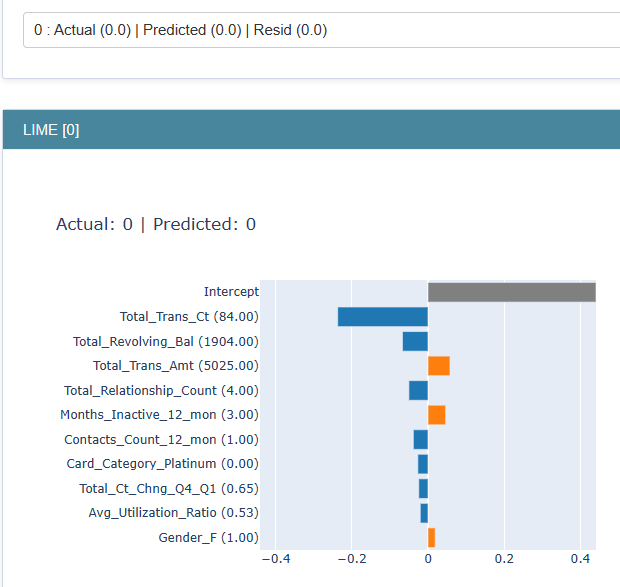 0 : Actual (0.0) | Predicted (0.0) | Resid (0.0)
LIME [0]
Actual: 0 | Predicted: 0
Intercept
Total_Trans_Ct (84.00)
Total_Revolving_Bal (1904.00)
Total_Trans_Amt (5025.00)
Total_Relationship_Count (4.00)
Months_Inactive_12_mon (3.00)
Contacts_Count_12_mon (1.00)
Card_Category_Platinum (0.00)
Total_Ct_Chng_Q4_Q1 (0.65)
Avg_Utilization_Ratio (0.53)
Gender_F (1.00)
−0.4 −0.2 0 0.2 0.4